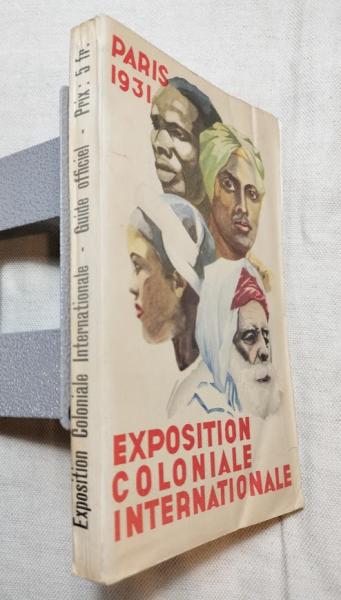 PARIS
1931
EXPOSITION
COLONIALE
INTERNATIONALE
Exposition Coloniale Internationale - Guide officiel - Prix: 5 fr.